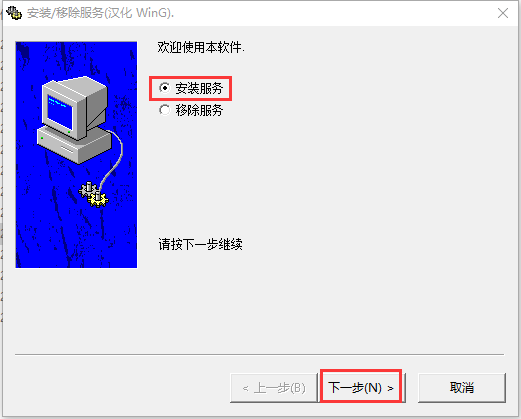 安装/移除服务(汉化 WinG).
欢迎使用本软件.
安装服务
移除服务
请按下一步继续
< 上一步(B)
下一步(N) >
取消